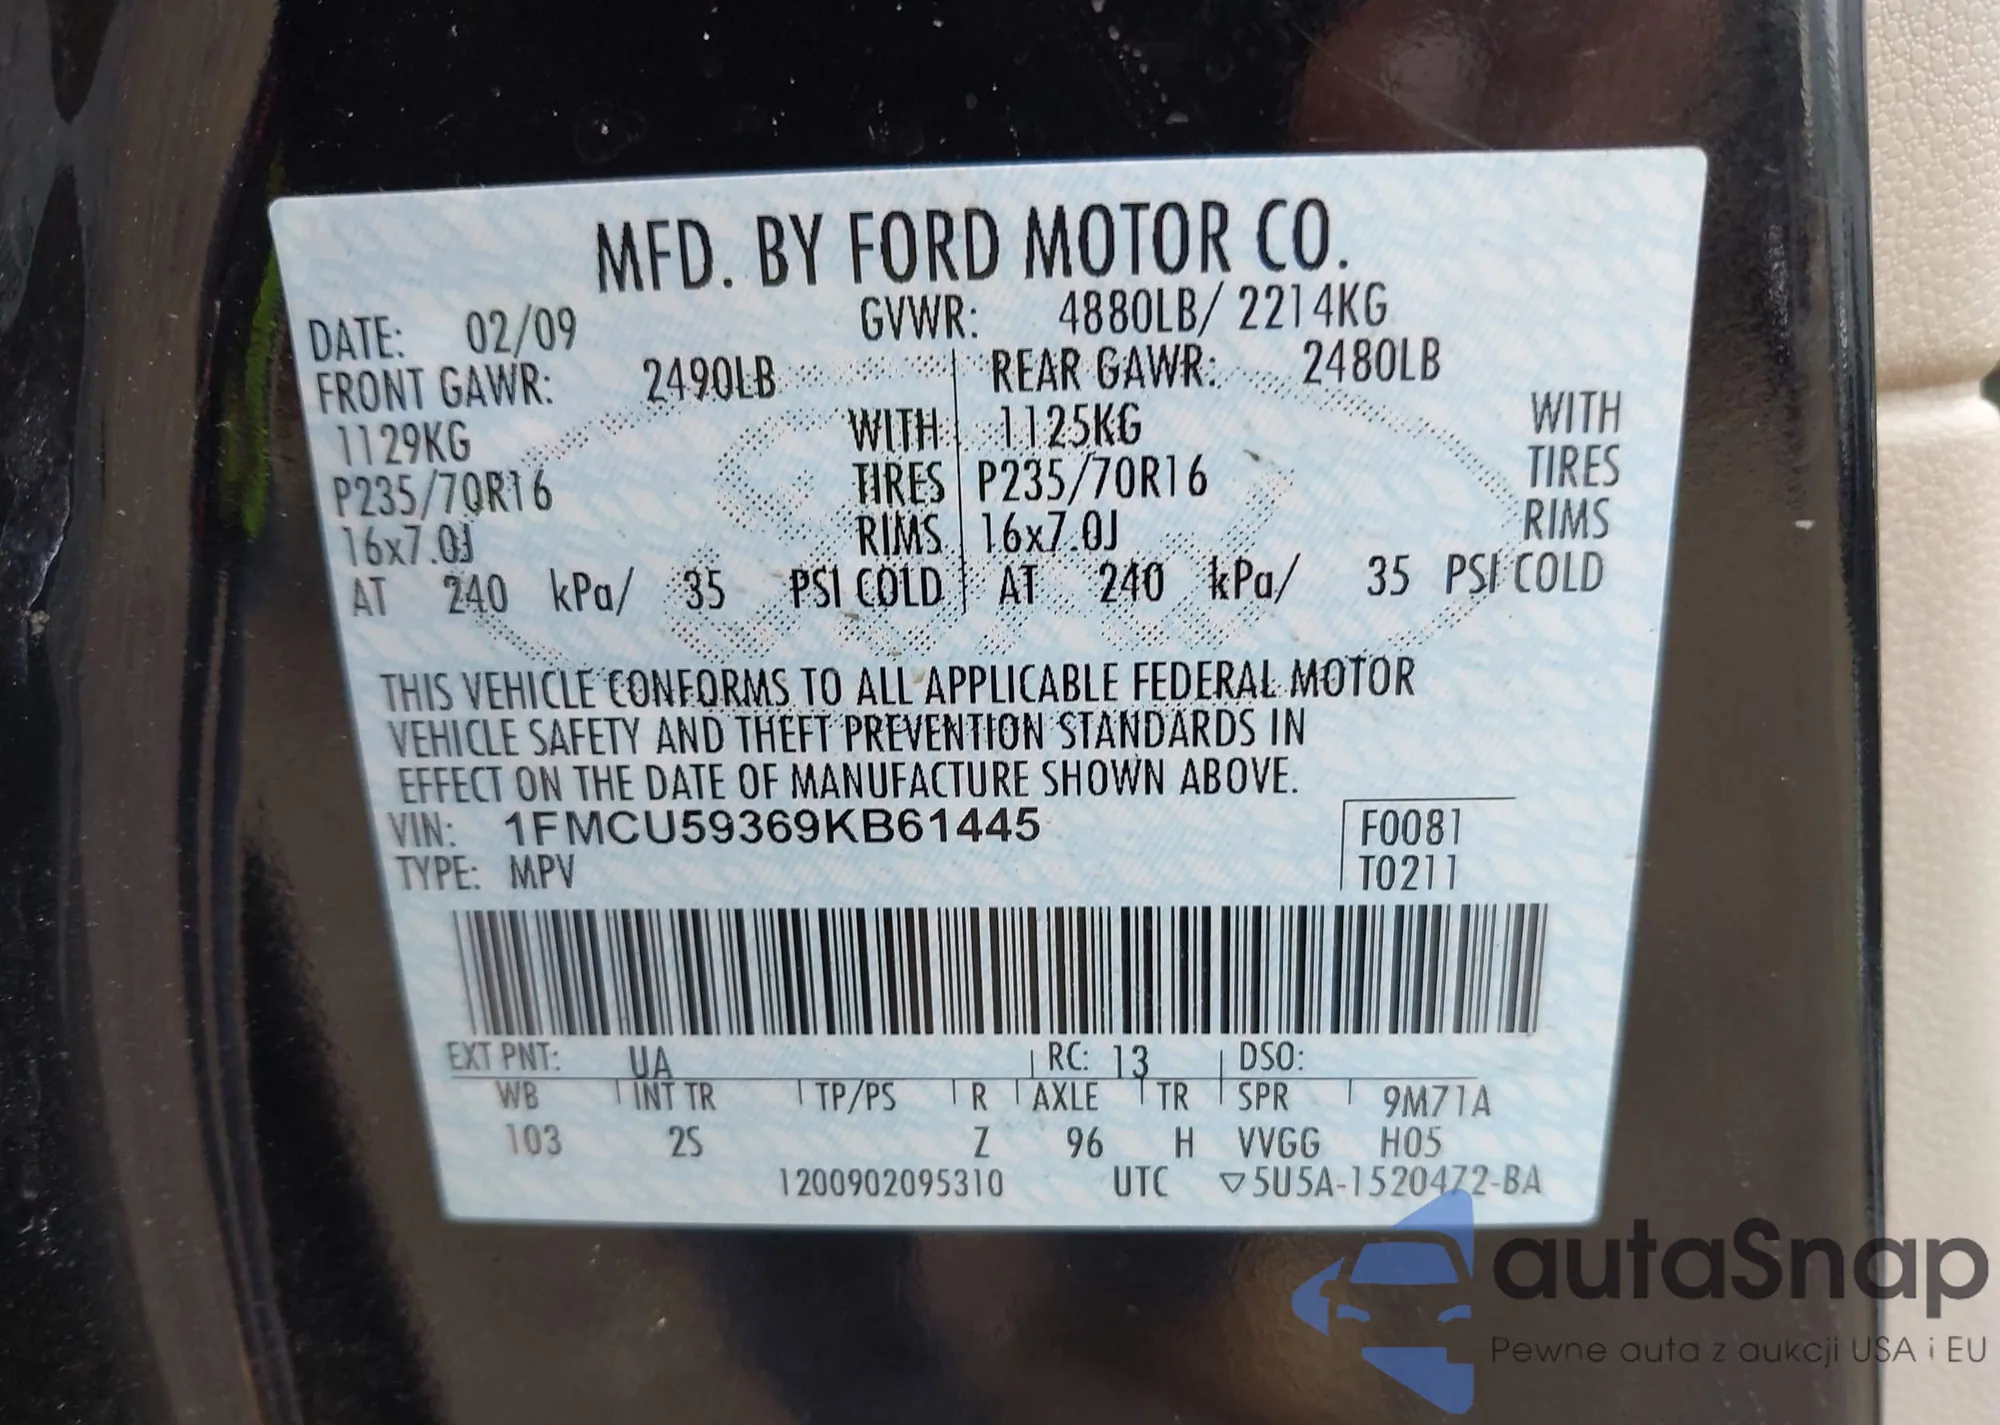 MFD. BY FORD MOTOR CO.
DATE: 02/09 GVWR: 4880LB/ 2214KG
FRONT GAWR: 2490LB REAR GAWR: 2480LB
1129KG WITH 1125KG WITH
P235/70R16 TIRES P235/70R16 TIRES
16x7.0J RIMS 16x7.0J RIMS
AT 240 kPa/ 35 PSI COLD AT 240 kPa/ 35 PSI COLD
THIS VEHICLE CONFORMS TO ALL APPLICABLE FEDERAL MOTOR
VEHICLE SAFETY AND THEFT PREVENTION STANDARDS IN
EFFECT ON THE DATE OF MANUFACTURE SHOWN ABOVE.
VIN: 1FMCU59369KB61445 F0081
TYPE: MPV T0211
EXT PNT: UA RC: 13 DSO:
WB INT TR TP/PS R AXLE TR SPR 9M71A
103 2S Z 96 H VVGG H05
1200902095310 UTC ▽5U5A-1520472-BA
autaSnap
Pewne auta z aukcji USA i EU